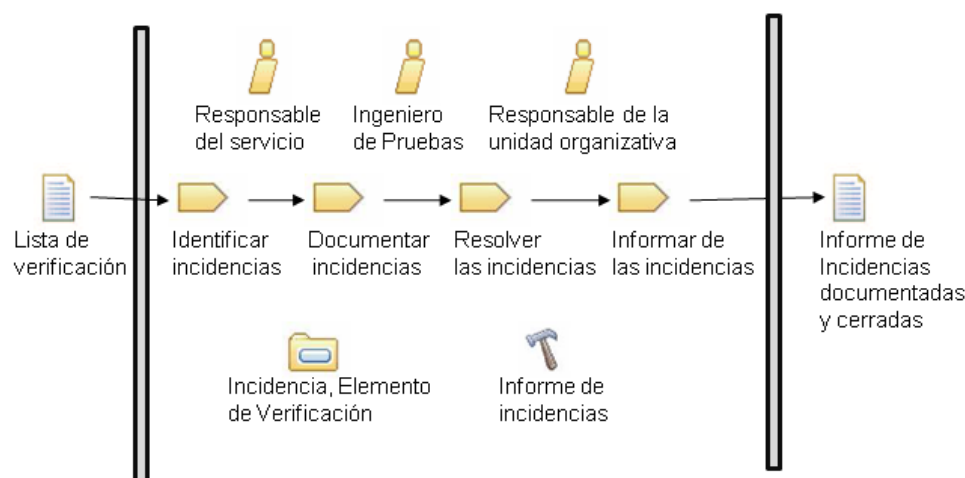 Responsable
del servicio
Ingeniero
de Pruebas
Responsable de la
unidad organizativa
Lista de
verificación
Identificar
incidencias
Documentar
incidencias
Resolver
las incidencias
Informar de
las incidencias
Informe de
Incidencias
documentadas
y cerradas
Incidencia, Elemento
de Verificación
Informe de
incidencias